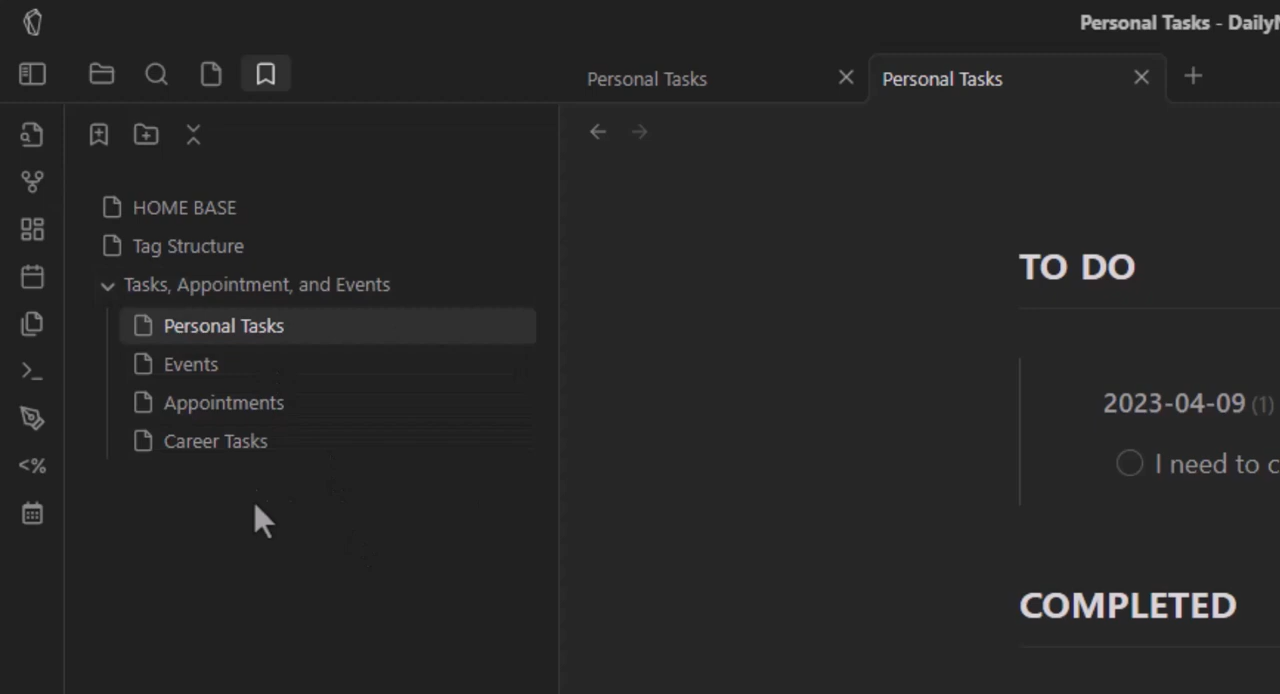 Personal Tasks - Daily
Personal Tasks
Personal Tasks
HOME BASE
Tag Structure
Tasks, Appointment, and Events
Personal Tasks
Events
Appointments
Career Tasks
<%
TO DO
2023-04-09 (1)
I need to
COMPLETED